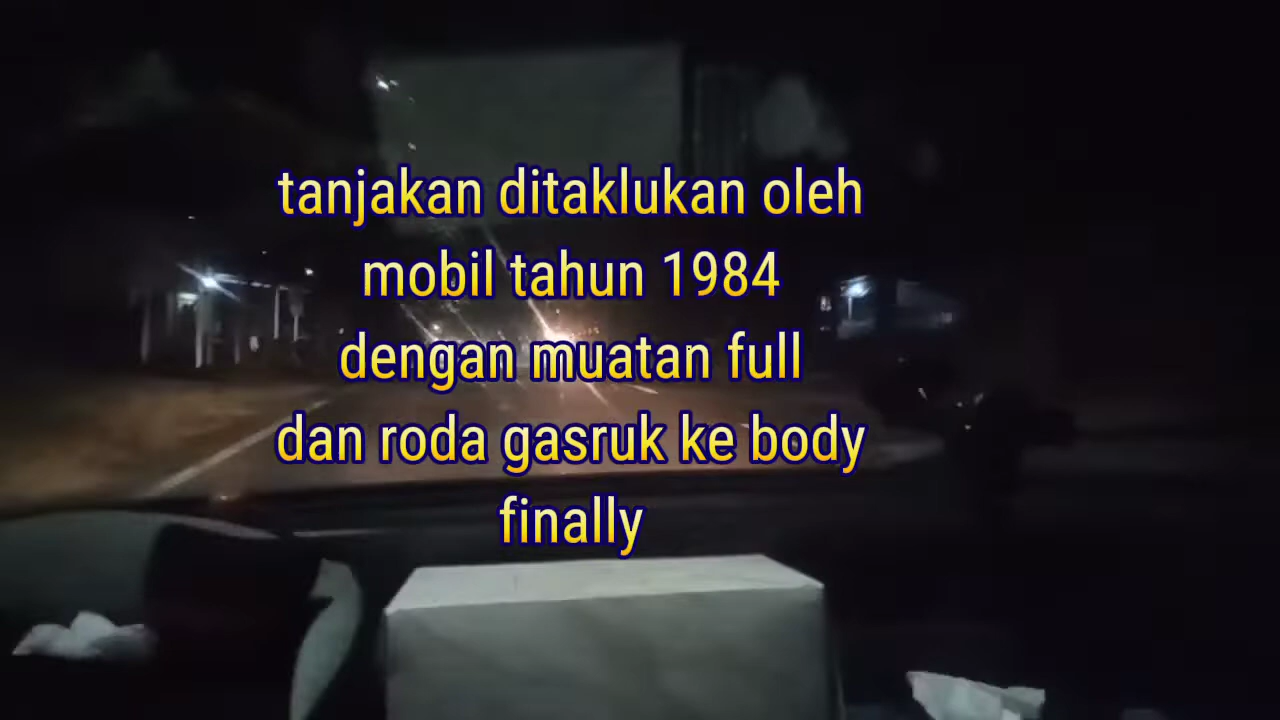 tanjakan ditaklukan oleh
mobil tahun 1984
dengan muatan full
dan roda gasruk ke body
finally